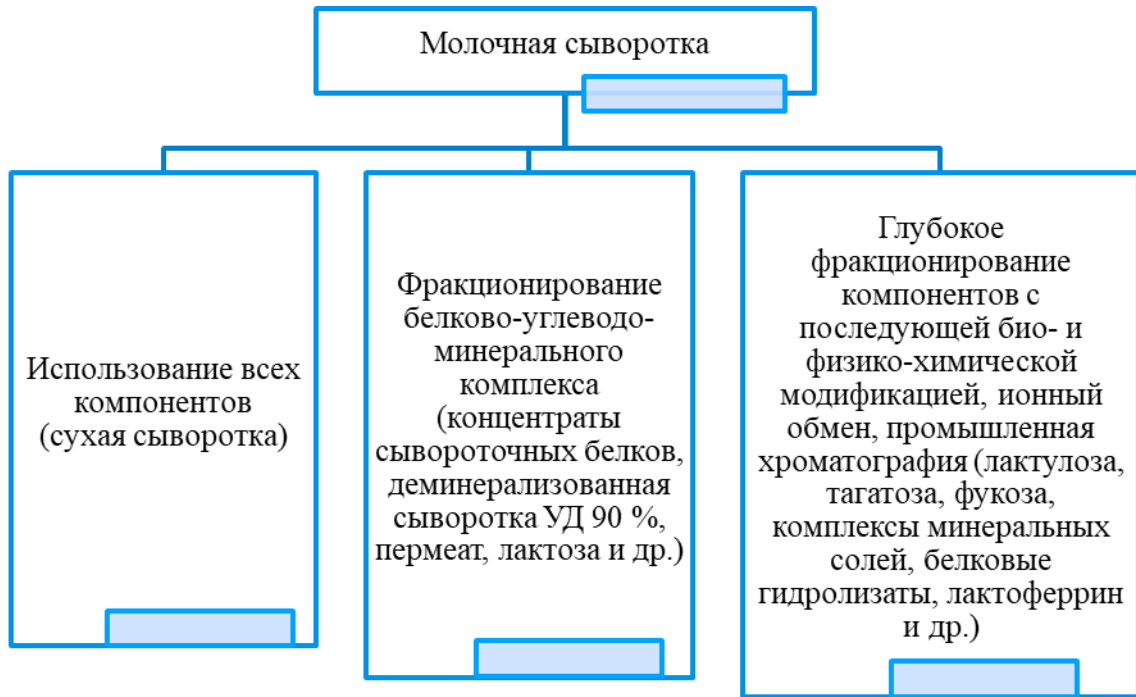 Молочная сыворотка
Использование всех
компонентов
(сухая сыворотка)
Фракционирование
белково-углеводо-
минерального
комплекса
(концентраты
сывороточных белков,
деминерализованная
сыворотка УД 90 %,
пермеат, лактоза и др.)
Глубокое
фракционирование
компонентов с
последующей био- и
физико-химической
модификацией, ионный
обмен, промышленная
хроматография (лактулоза,
тагатоза, фукоза,
комплексы минеральных
солей, белковые
гидролизаты, лактоферрин
и др.)